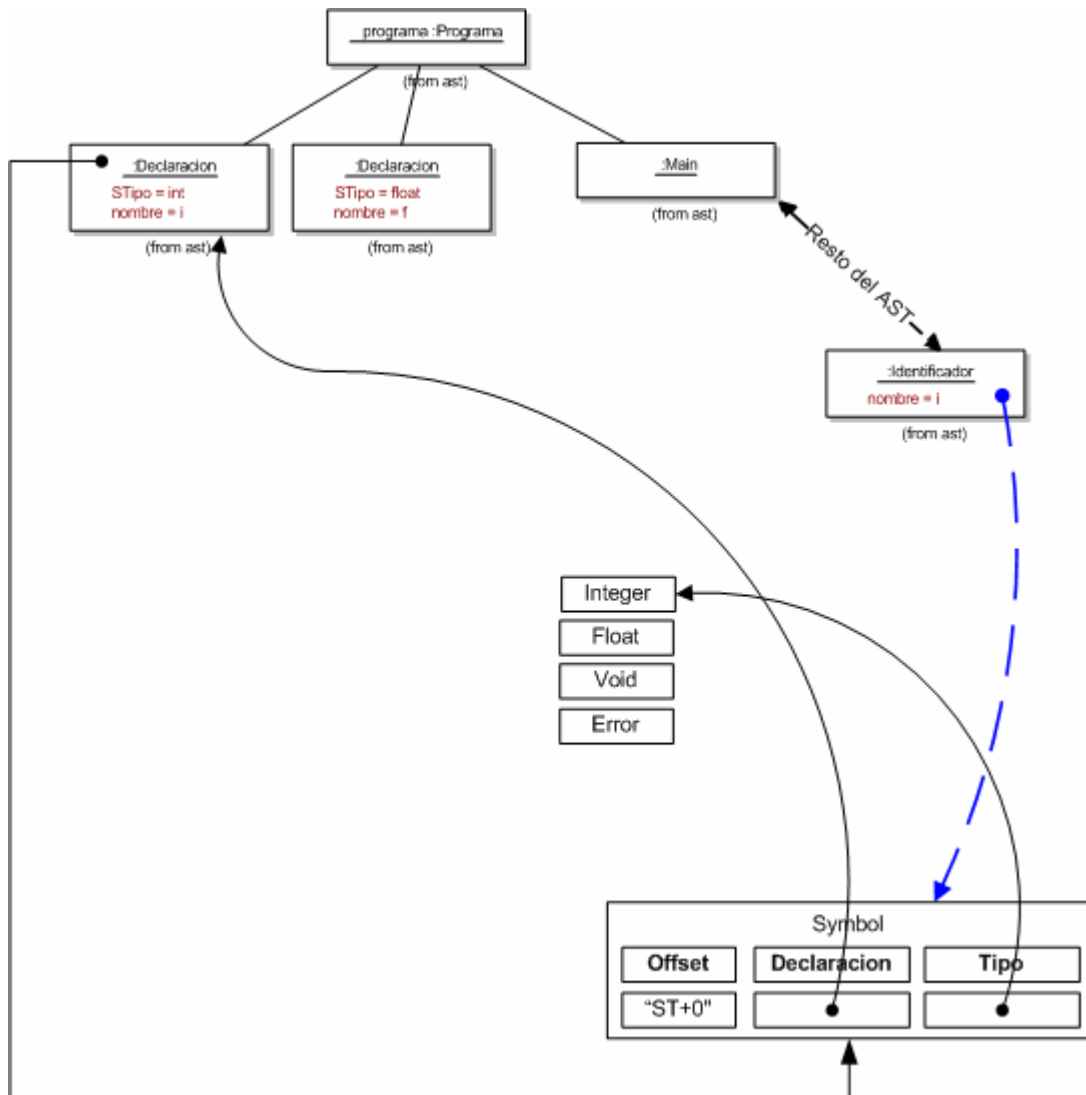 programa :Programa
(from ast)
:Declaracion
STipo = int
nombre = i
(from ast)
:Declaracion
STipo = float
nombre = f
(from ast)
:Main
(from ast)
Resto del AST
:Identificador
nombre = i
(from ast)
Integer
Float
Void
Error
Symbol
Offset Declaracion Tipo
“ST+0"